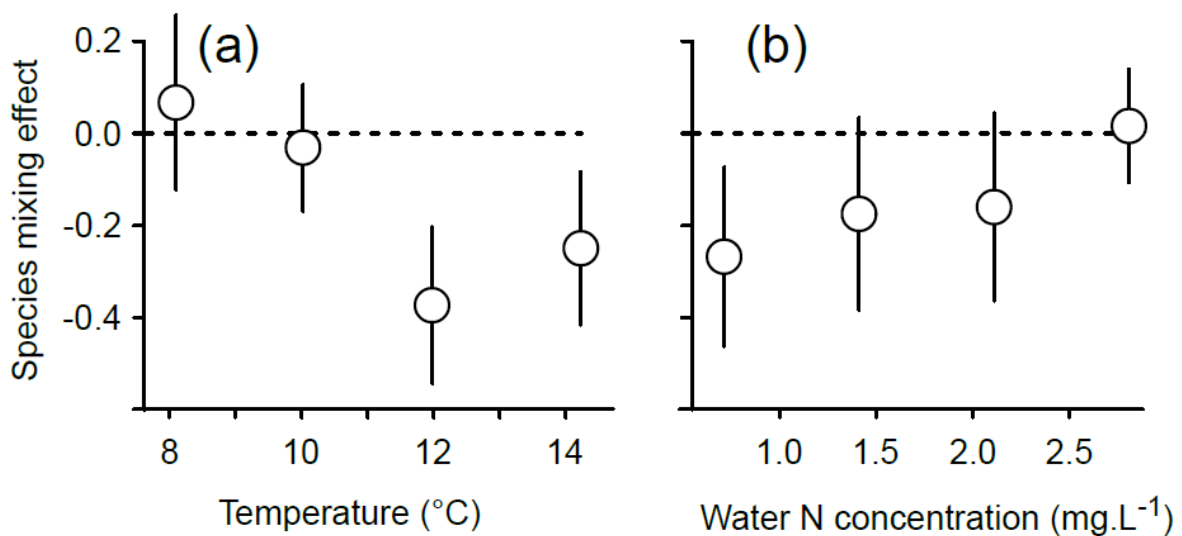 (a)
(b)
Species mixing effect
0.2
0.0
-0.2
-0.4
8 10 12 14
1.0 1.5 2.0 2.5
Temperature (°C)
Water N concentration (mg.L⁻¹)